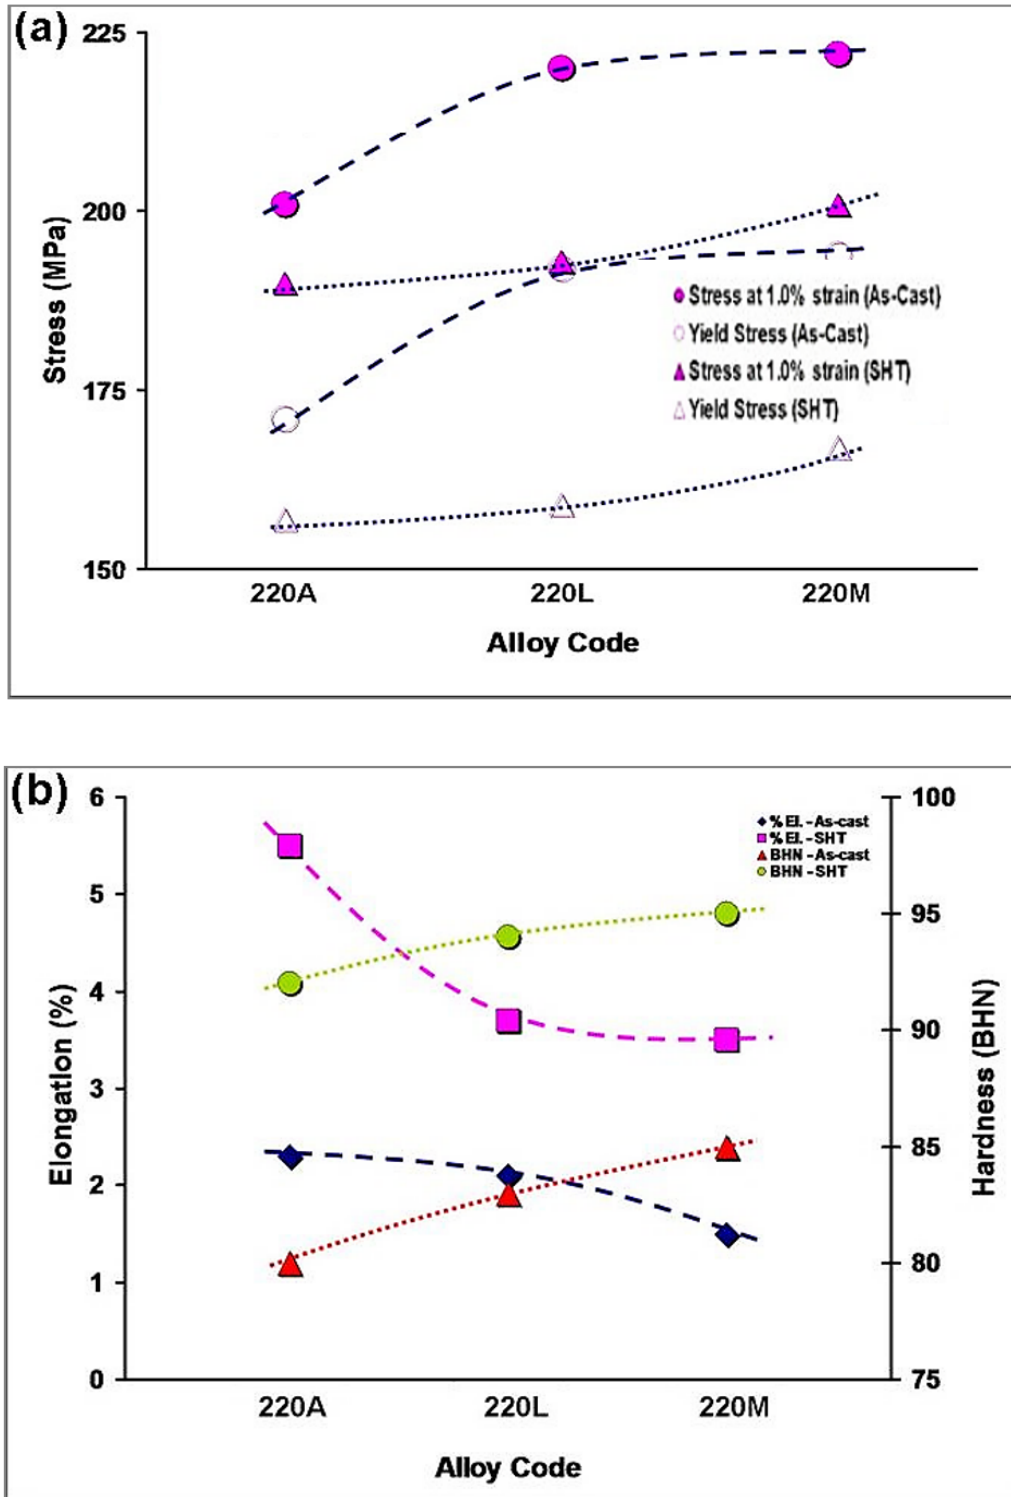 (a)
225
200
175
150
Stress (MPa)
Stress at 1.0% strain (As-Cast)
Yield Stress (As-Cast)
Stress at 1.0% strain (SHT)
Yield Stress (SHT)
220A 220L 220M
Alloy Code
(b)
6
5
4
3
2
1
0
Elongation (%)
% El. - As-cast
% El. - SHT
BHN - As-cast
BHN - SHT
100
95
90
85
80
75
Hardness (BHN)
220A 220L 220M
Alloy Code